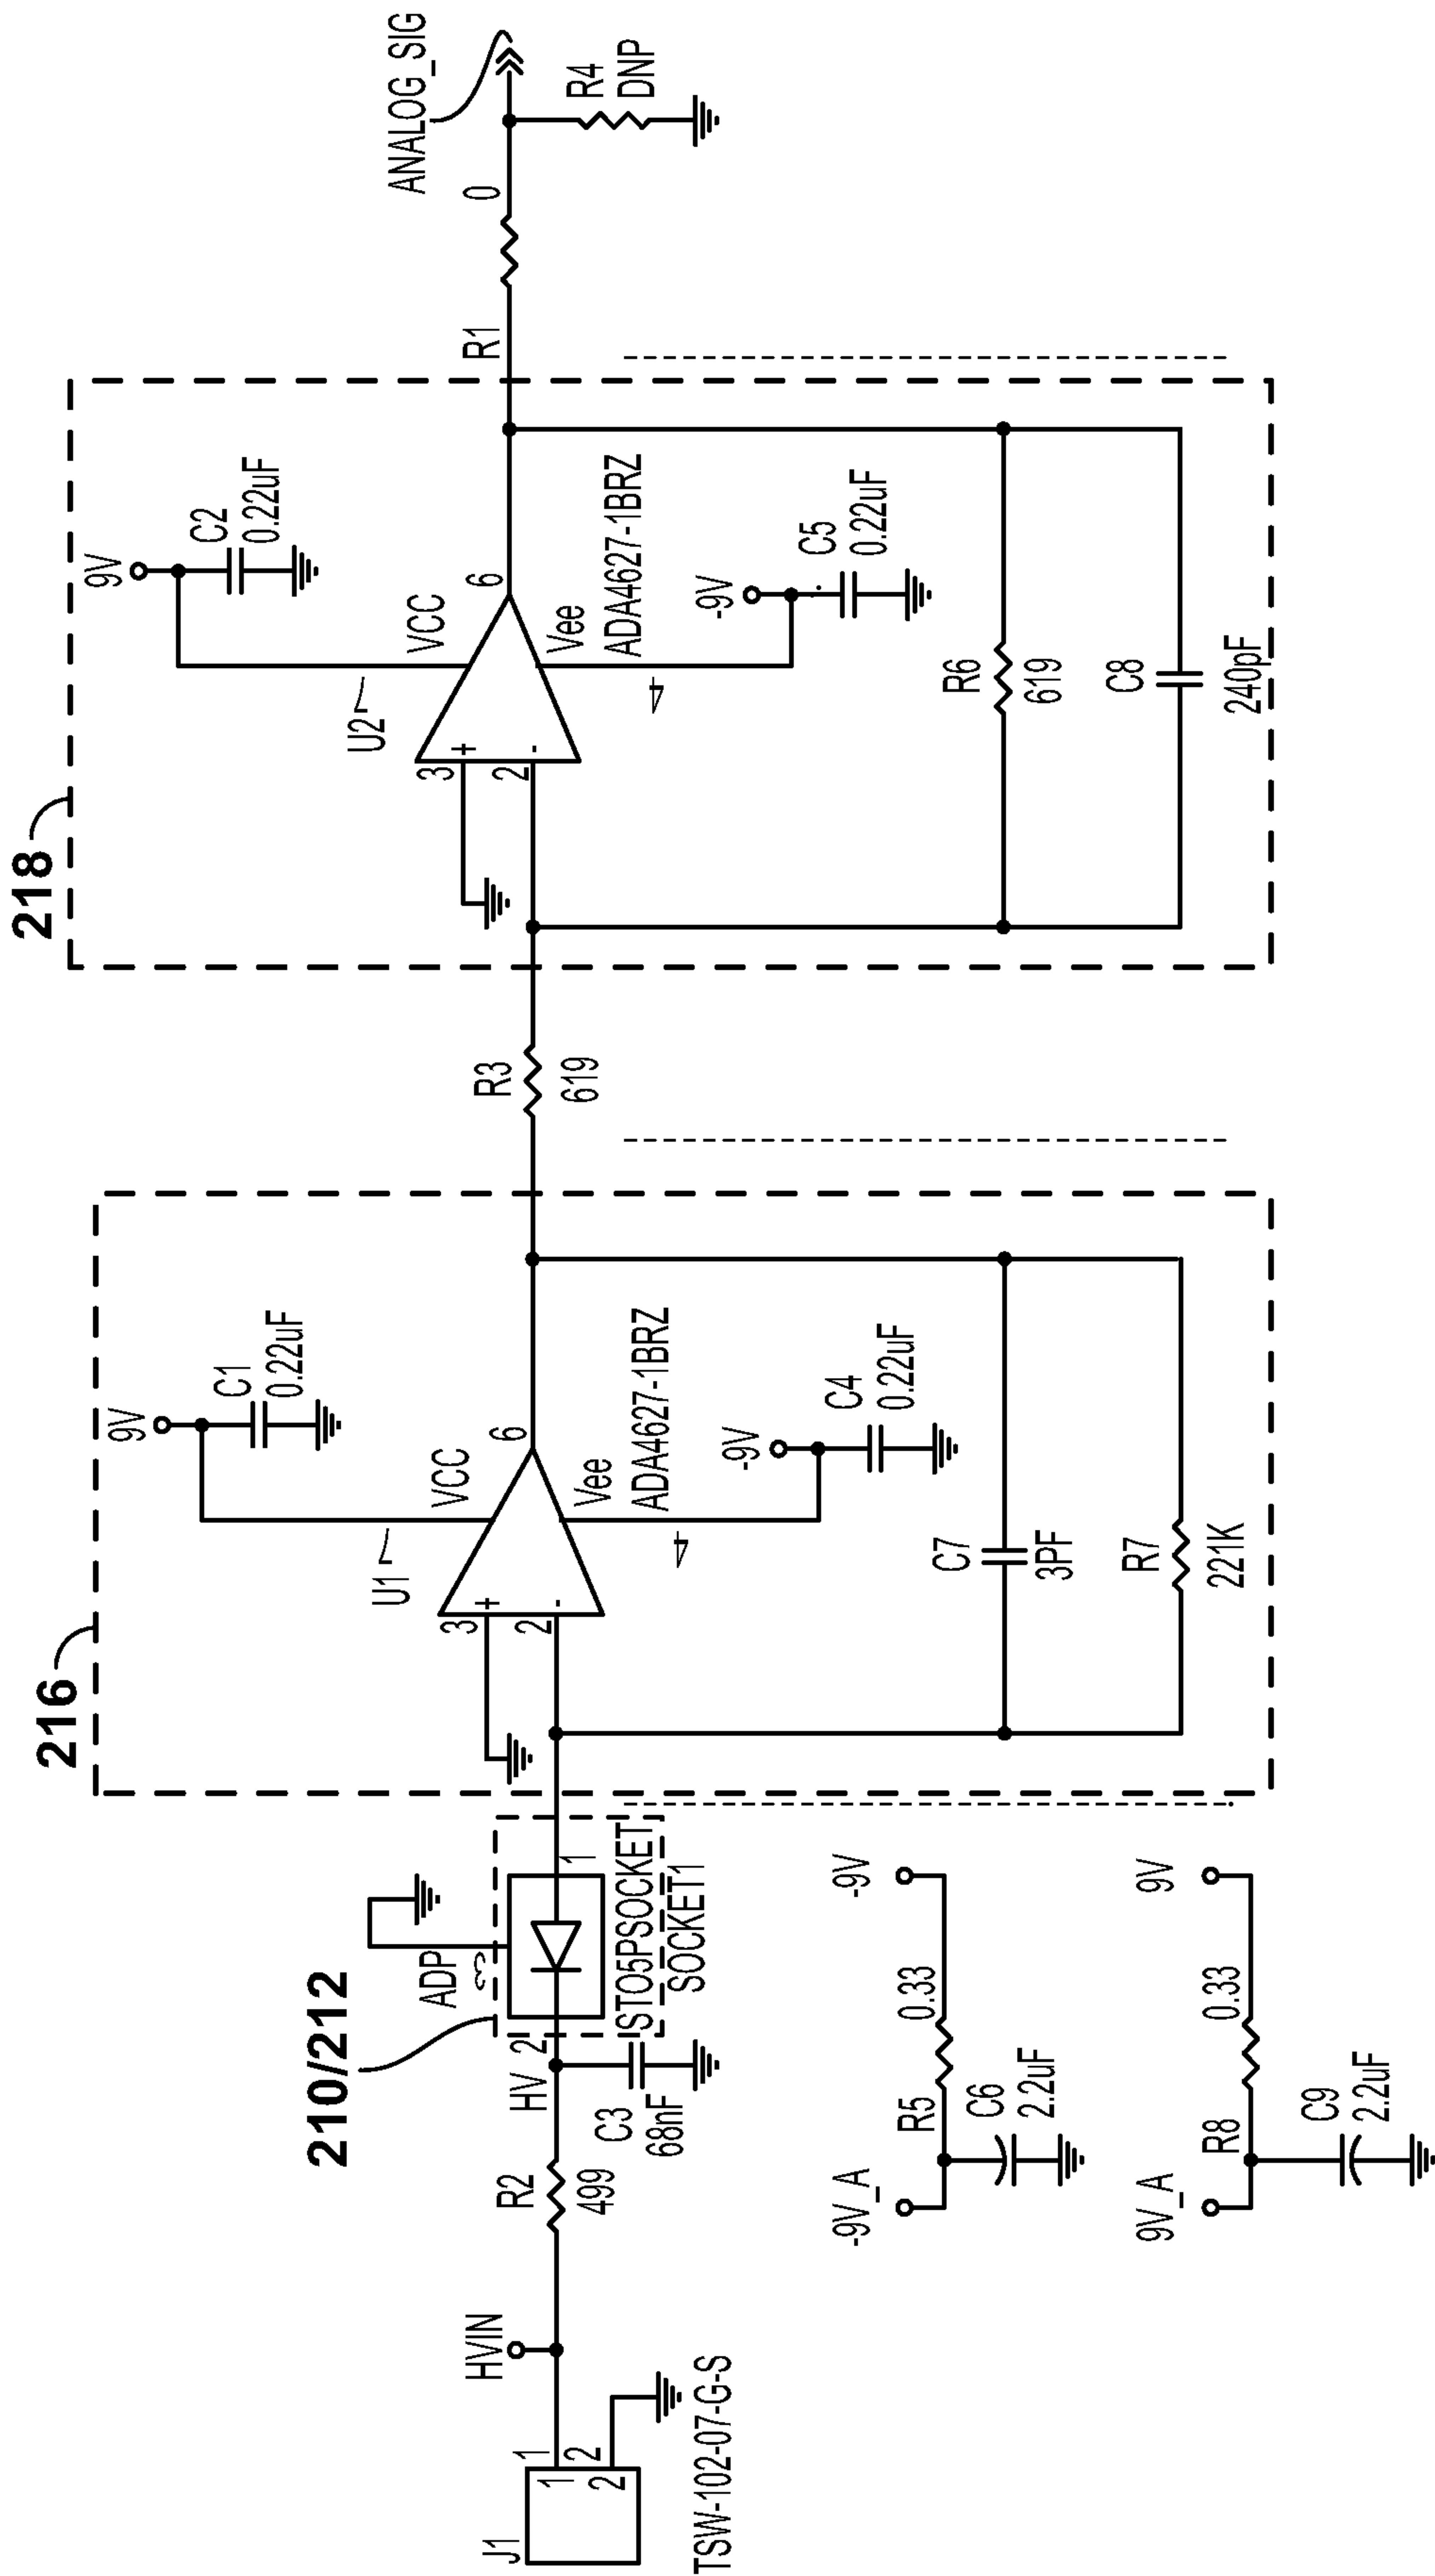 218
216
210/212
9V
C2
0.22uF
7
VCC
U2
3
+
2
-
6
Vee
ADA4627-1BRZ
4
-9V
C5
0.22uF
R6
619
C8
240pF
R1
0
ANALOG_SIG
R4
DNP
R3
619
9V
C1
0.22uF
7
VCC
U1
3
+
2
-
6
Vee
ADA4627-1BRZ
4
-9V
C4
0.22uF
C7
3PF
R7
221K
ADP
3
1
HV
2
STO5PSOCKET
SOCKET1
C3
68nF
R2
499
HVIN
J1
1
1
2
2
TSW-102-07-G-S
-9V_A
R5
0.33
-9V
C6
2.2uF
9V_A
R8
0.33
9V
C9
2.2uF